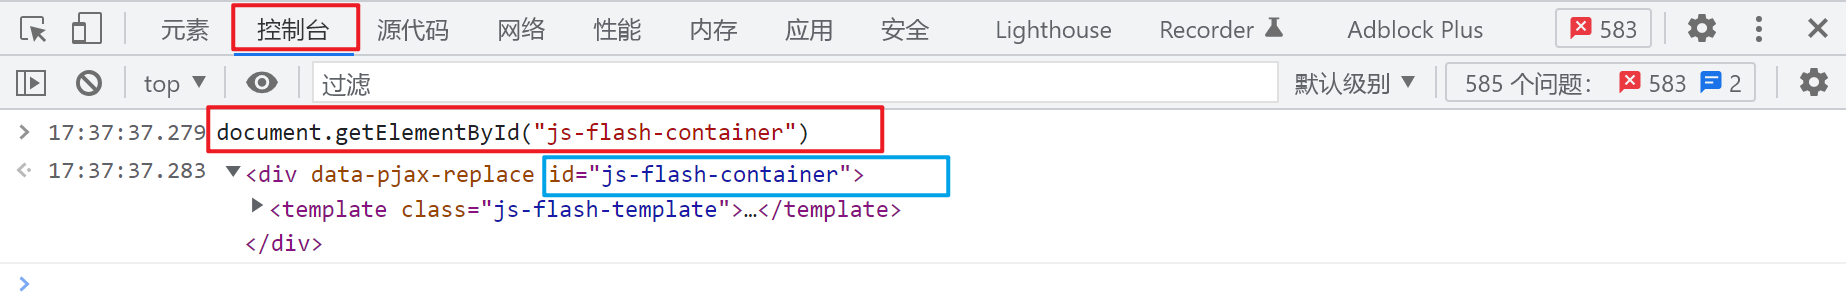 元素 控制台 源代码 网络 性能 内存 应用 安全 Lighthouse Recorder Adblock Plus 583
top 过滤 默认级别 585 个问题: 583 2
17:37:37.279 document.getElementById("js-flash-container")
17:37:37.283 <div data-pjax-replace id="js-flash-container">
<template class="js-flash-template">…</template>
</div>